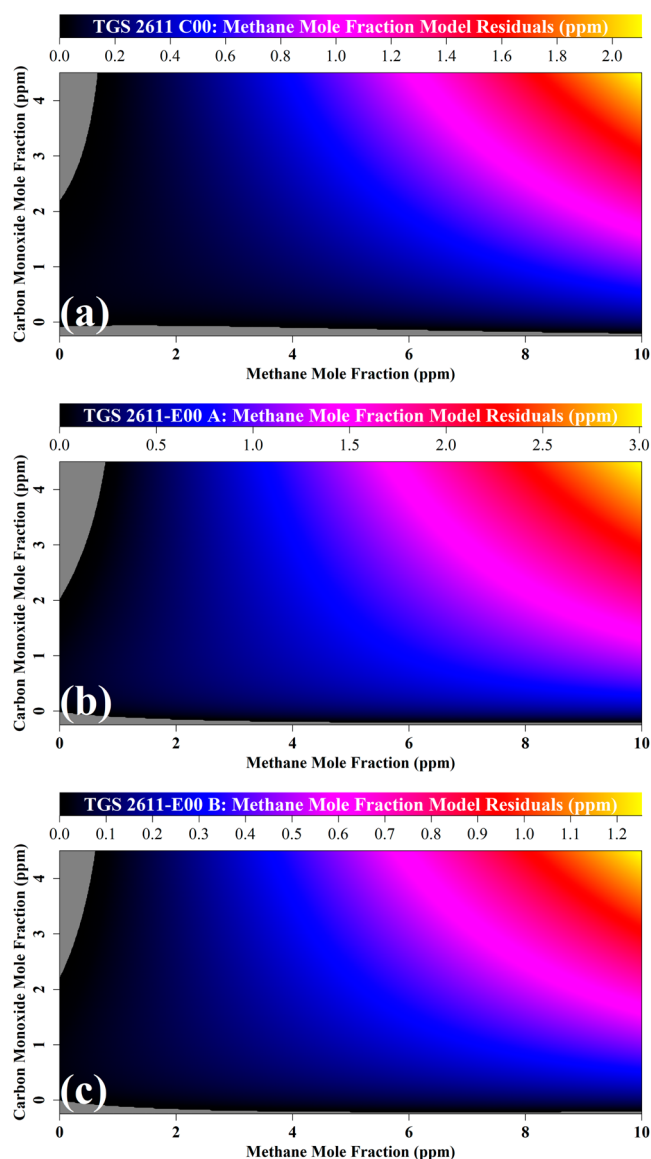 TGS 2611 C00: Methane Mole Fraction Model Residuals (ppm)
0.0 0.2 0.4 0.6 0.8 1.0 1.2 1.4 1.6 1.8 2.0
Carbon Monoxide Mole Fraction (ppm)
4
3
2
1
0
(a)
0 2 4 6 8 10
Methane Mole Fraction (ppm)
TGS 2611-E00 A: Methane Mole Fraction Model Residuals (ppm)
0.0 0.5 1.0 1.5 2.0 2.5 3.0
Carbon Monoxide Mole Fraction (ppm)
4
3
2
1
0
(b)
0 2 4 6 8 10
Methane Mole Fraction (ppm)
TGS 2611-E00 B: Methane Mole Fraction Model Residuals (ppm)
0.0 0.1 0.2 0.3 0.4 0.5 0.6 0.7 0.8 0.9 1.0 1.1 1.2
Carbon Monoxide Mole Fraction (ppm)
4
3
2
1
0
(c)
0 2 4 6 8 10
Methane Mole Fraction (ppm)